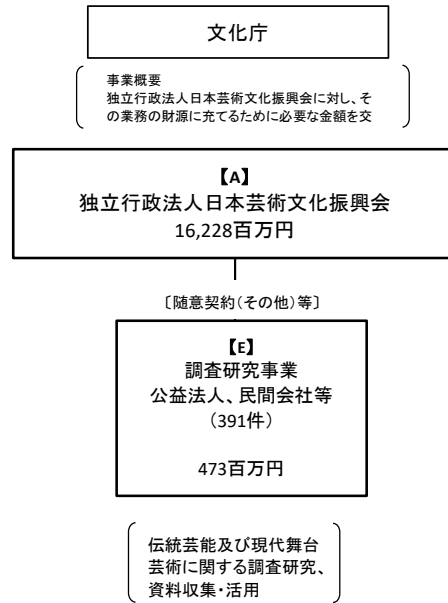 文化庁
事業概要
独立行政法人日本芸術文化振興会に対し、そ
の業務の財源に充てるために必要な金額を交
【A】
独立行政法人日本芸術文化振興会
16,228百万円
〔随意契約(その他)等〕
【E】
調査研究事業
公益法人、民間会社等
(391件)
473百万円
伝統芸能及び現代舞台
芸術に関する調査研究、
資料収集・活用